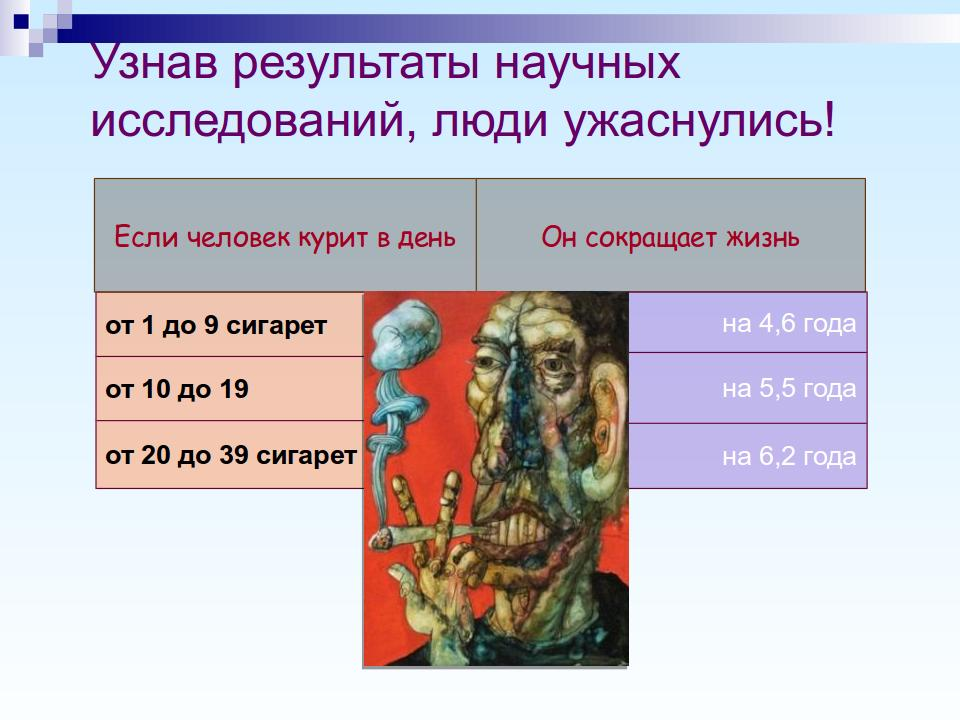 Узнав результаты научных
исследований, люди ужаснулись!
Если человек курит в день
Он сокращает жизнь
от 1 до 9 сигарет
на 4,6 года
от 10 до 19
на 5,5 года
от 20 до 39 сигарет
на 6,2 года